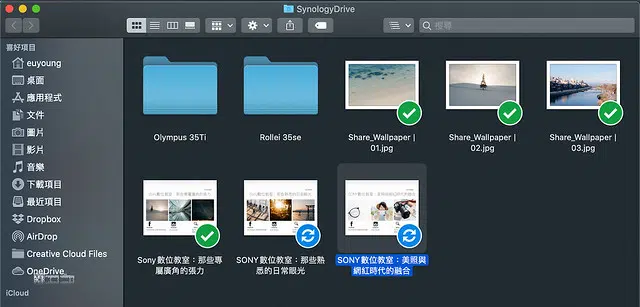 SynologyDrive
搜尋
喜好項目
euyoung
桌面
應用程式
文件
圖片
影片
音樂
下載項目
最近項目
Dropbox
AirDrop
Creative Cloud Files
OneDrive
iCloud
Olympus 35Ti
Rollei 35se
Share_Wallpaper |
01.jpg
Share_Wallpaper |
02.jpg
Share_Wallpaper |
03.jpg
Sony 數位教室：那些專
屬廣角的張力
SONY 數位教室：那些熟
悉的日常眼光
SONY 數位教室：美照與
網紅時代的融合